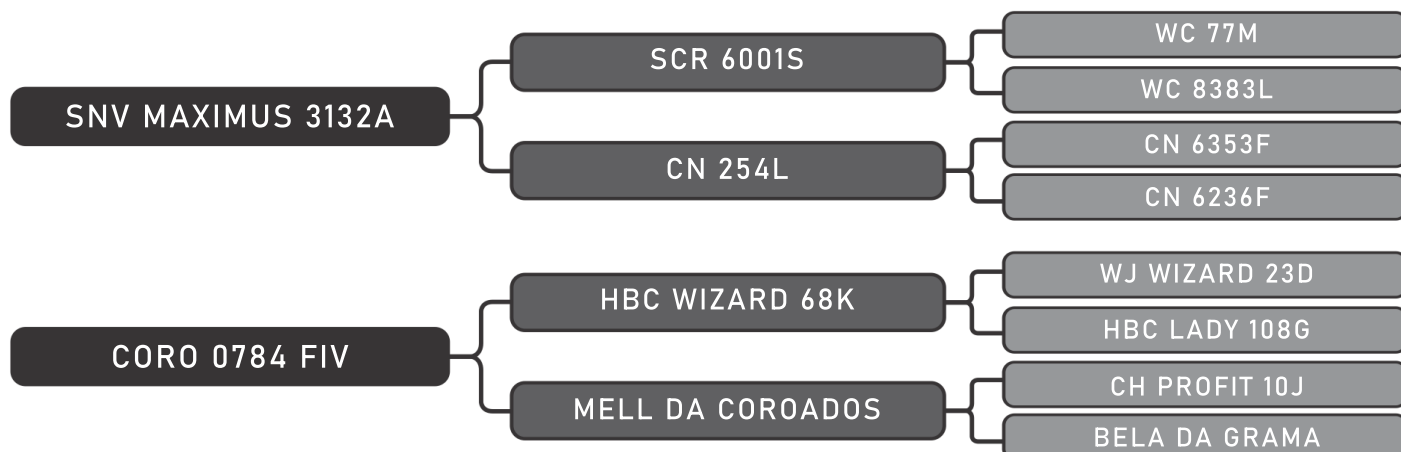 SNV MAXIMUS 3132A
SCR 6001S
WC 77M
WC 8383L
CN 254L
CN 6353F
CN 6236F
CORO 0784 FIV
HBC WIZARD 68K
WJ WIZARD 23D
HBC LADY 108G
MELL DA COROADOS
CH PROFIT 10J
BELA DA GRAMA